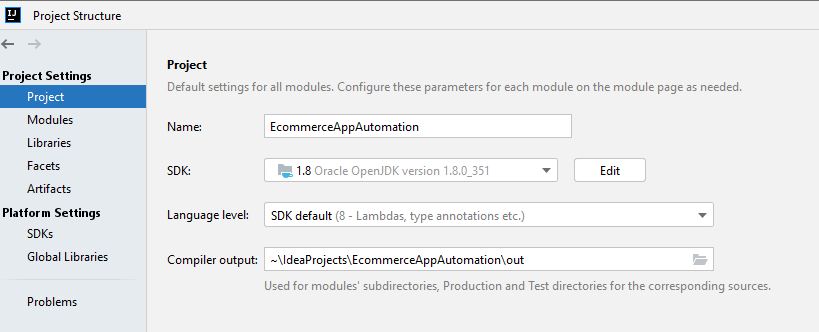 IJ
Project Structure
Project Settings
Project
Modules
Libraries
Facets
Artifacts
Platform Settings
SDKs
Global Libraries
Problems
Project
Default settings for all modules. Configure these parameters for each module on the module page as needed.
Name: EcommerceAppAutomation
SDK: 1.8 Oracle OpenJDK version 1.8.0_351 Edit
Language level: SDK default (8 - Lambdas, type annotations etc.)
Compiler output: ~\IdeaProjects\EcommerceAppAutomation\out
Used for modules' subdirectories, Production and Test directories for the corresponding sources.